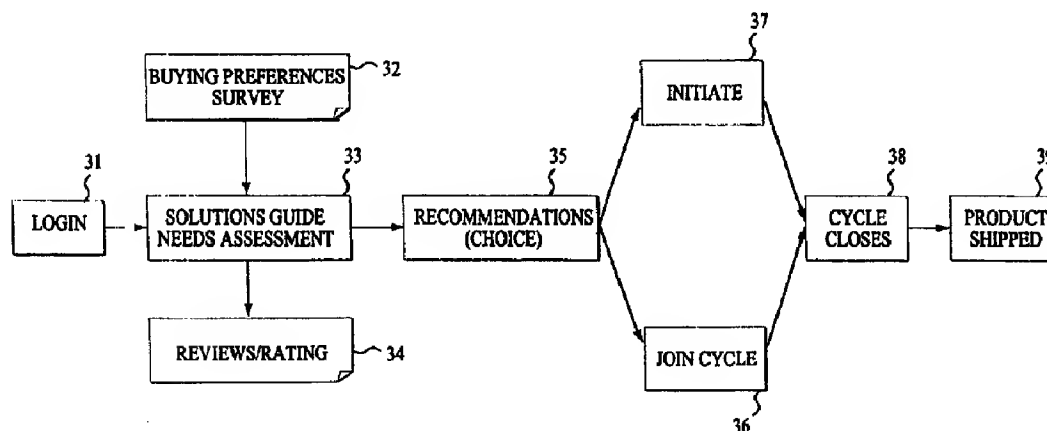 37
32
BUYING PREFERENCES
SURVEY
INITIATE
31
33
35
38
39
LOGIN
SOLUTIONS GUIDE
NEEDS ASSESSMENT
RECOMMENDATIONS
(CHOICE)
CYCLE
CLOSES
PRODUCT
SHIPPED
REVIEWS/RATING
34
JOIN CYCLE
36